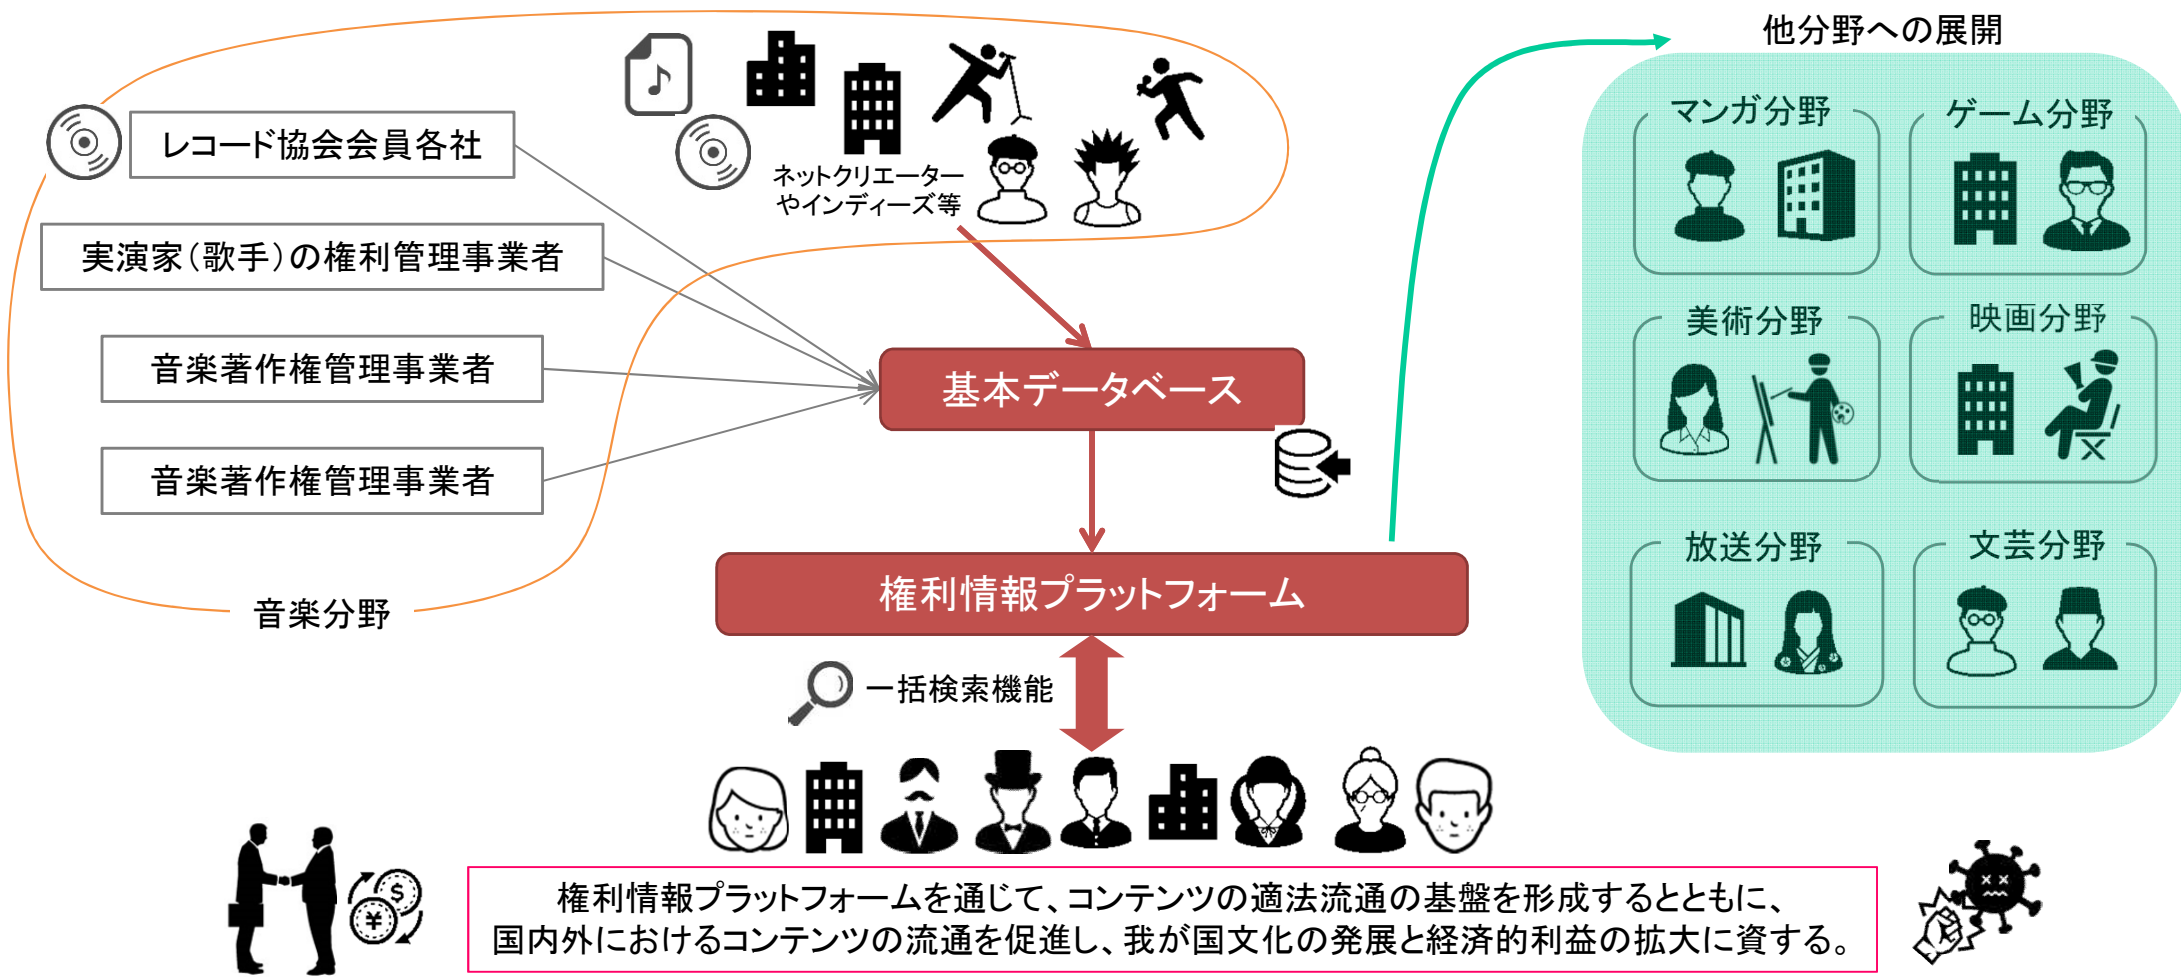 他分野への展開
レコード協会会員各社
ネットクリエーター
やインディーズ等
実演家(歌手)の権利管理事業者
音楽著作権管理事業者
音楽著作権管理事業者
音楽分野
基本データベース
権利情報プラットフォーム
一括検索機能
マンガ分野
ゲーム分野
美術分野
映画分野
放送分野
文芸分野
$
¥
権利情報プラットフォームを通じて、コンテンツの適法流通の基盤を形成するとともに、
国内外におけるコンテンツの流通を促進し、我が国文化の発展と経済的利益の拡大に資する。